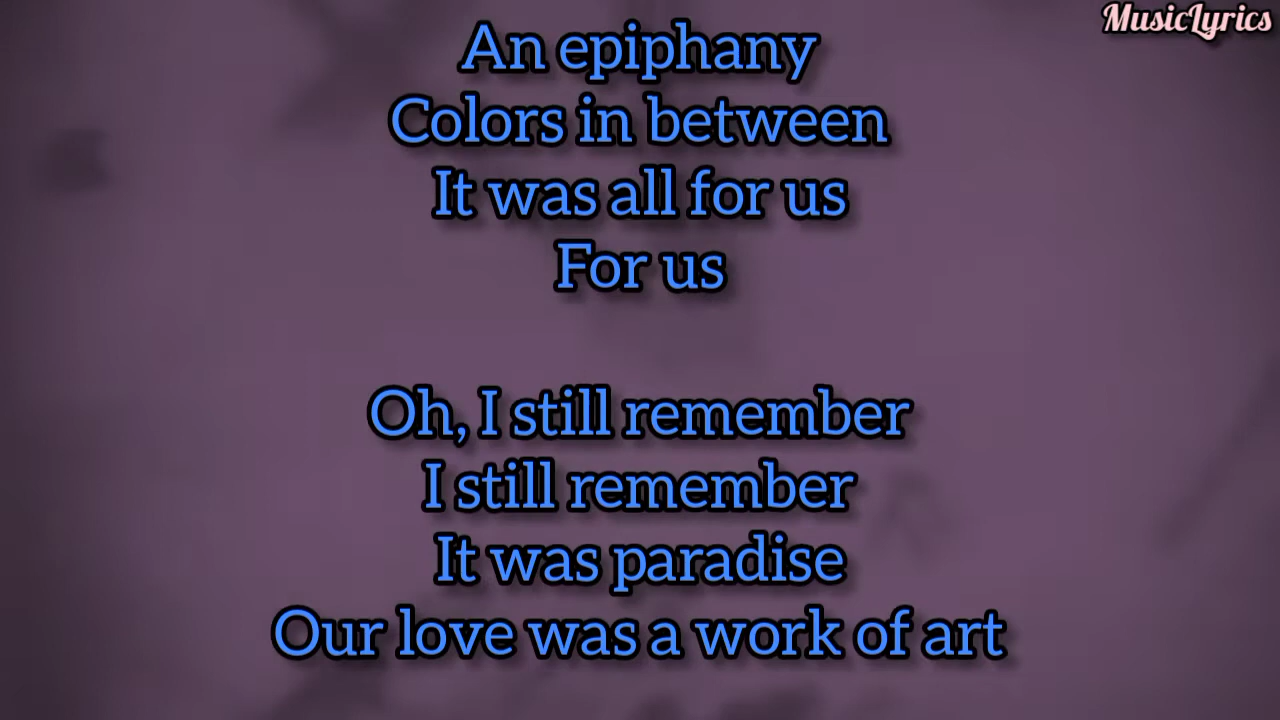 MusicLyrics
An epiphany
Colors in between
It was all for us
For us
Oh, I still remember
I still remember
It was paradise
Our love was a work of art